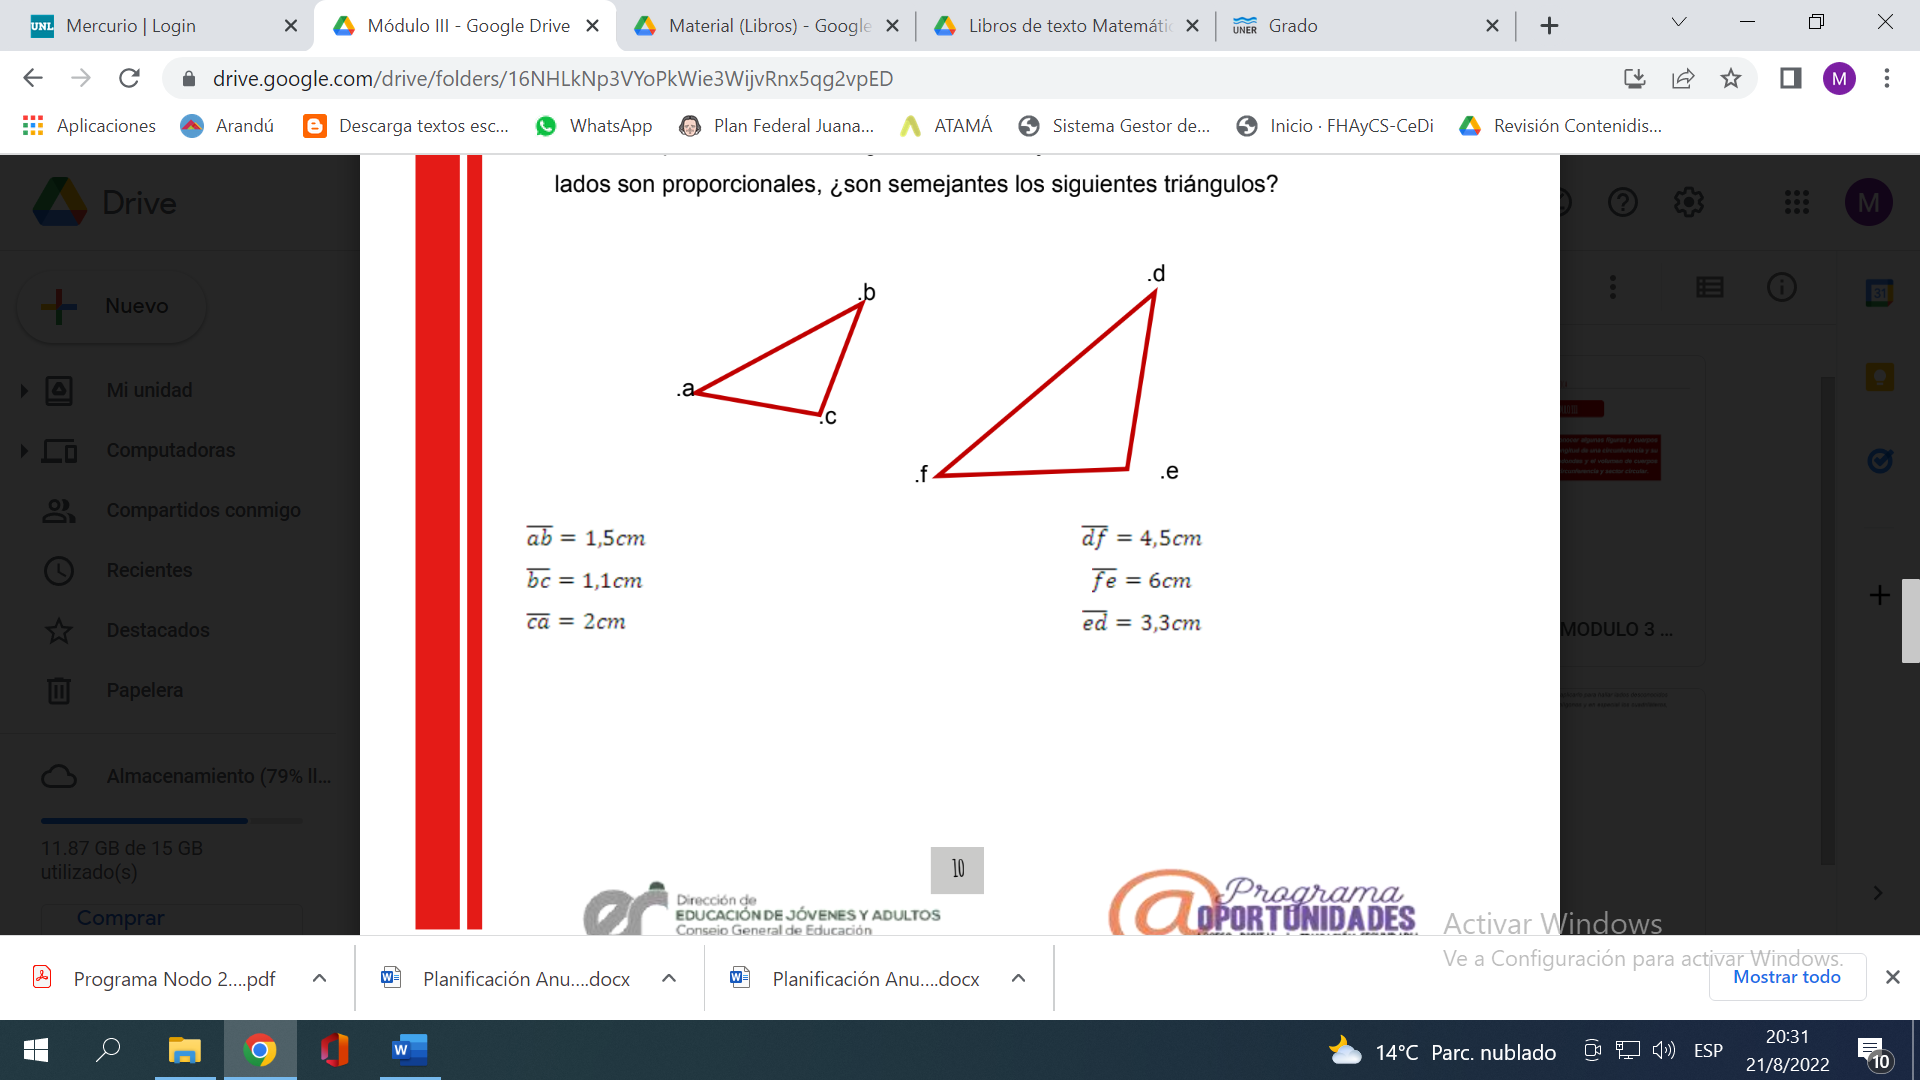 Mercurio | Login
Módulo III - Google Drive
Material (Libros) - Google
Libros de texto Matemátic
UNER
Grado
drive.google.com/drive/folders/16NHLkNp3VYoPkWie3WijvRnx5qg2vpED
M
Aplicaciones
Arandú
Descarga textos esc...
WhatsApp
Plan Federal Juana...
ATAMÁ
Sistema Gestor de...
Inicio · FHAyCS-CeDi
Revisión Contenidis...
Drive
M
lados son proporcionales, ¿son semejantes los siguientes triángulos?
Nuevo
Mi unidad
Computadoras
Compartidos conmigo
Recientes
Destacados
Papelera
Almacenamiento (79% ll...
11.87 GB de 15 GB
utilizado(s)
Comprar
.b
.d
.a
.c
.f
.e
ab = 1,5cm
df = 4,5cm
bc = 1,1cm
fe = 6cm
ca = 2cm
ed = 3,3cm
MODULO 3 ...
31
10
Dirección de
EDUCACIÓN DE JÓVENES Y ADULTOS
Consejo General de Educación
Programa
OPORTUNIDADES
Activar Windows
Ve a Configuración para activar Windows.
Programa Nodo 2....pdf
Planificación Anu....docx
Planificación Anu....docx
Mostrar todo
14°C Parc. nublado
ESP
20:31
21/8/2022
10